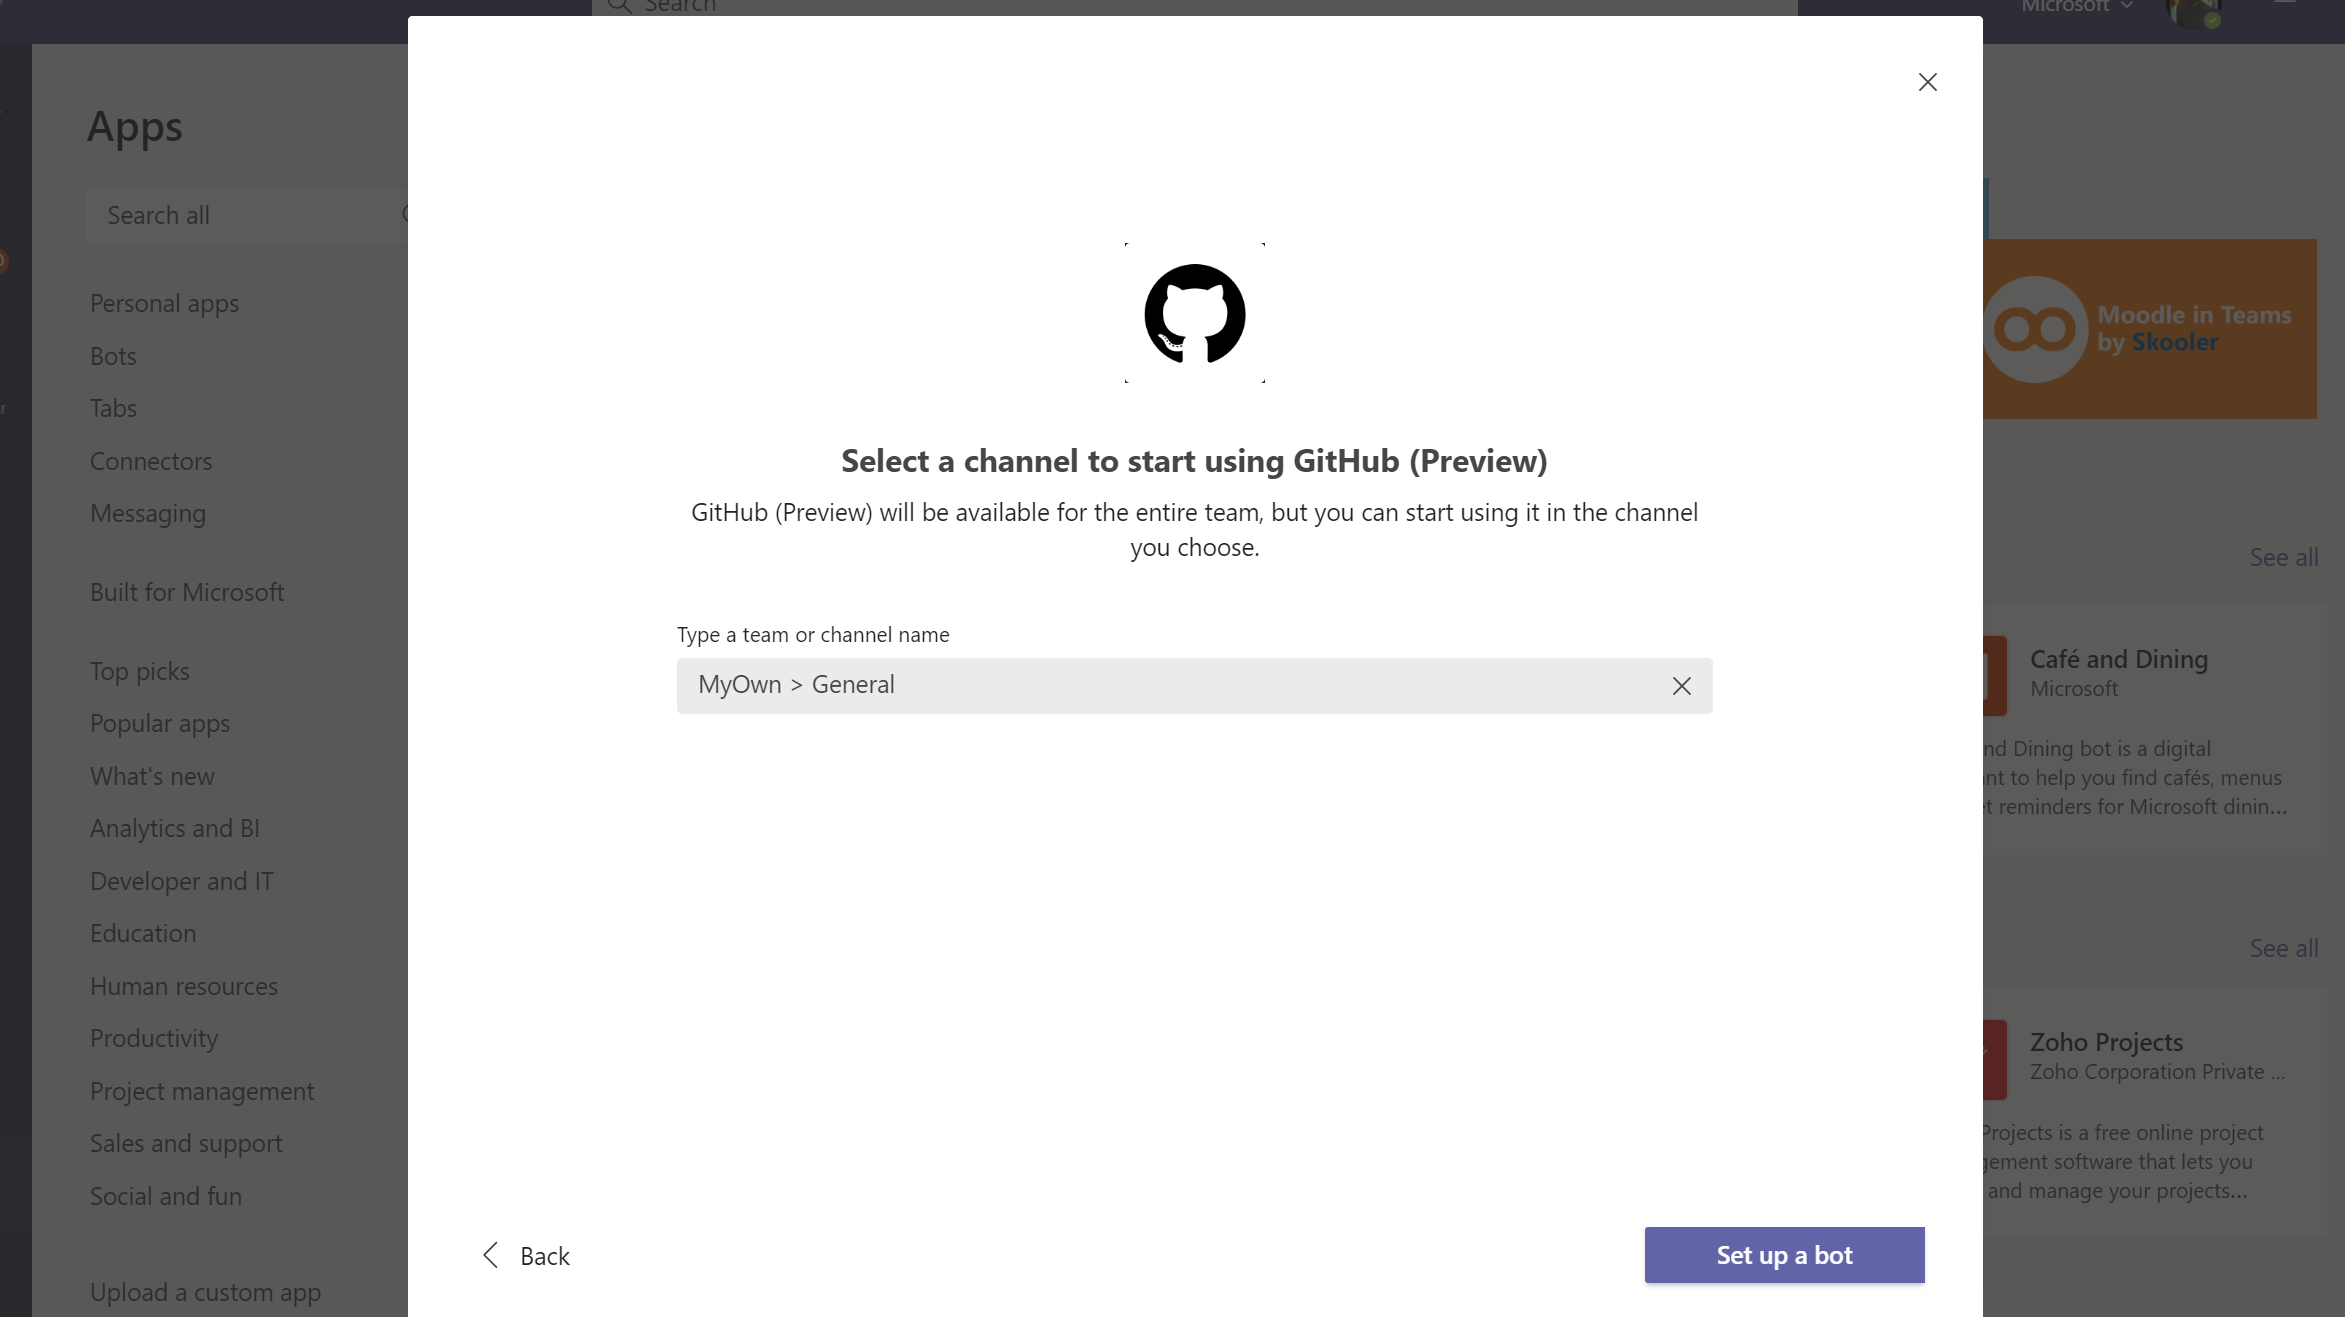 Search
Microsoft
Apps
Search all
Personal apps
Bots
Tabs
Connectors
Messaging
Built for Microsoft
Top picks
Popular apps
What's new
Analytics and BI
Developer and IT
Education
Human resources
Productivity
Project management
Sales and support
Social and fun
Upload a custom app
Select a channel to start using GitHub (Preview)
GitHub (Preview) will be available for the entire team, but you can start using it in the channel
you choose.
Type a team or channel name
MyOwn > General
Back
Set up a bot
Moodle in Teams
by Skooler
See all
Café and Dining
Microsoft
Dining bot is a digital
to help you find cafés, menus
reminders for Microsoft dinin...
See all
Zoho Projects
Zoho Corporation Private ...
Projects is a free online project
software that lets you
and manage your projects...